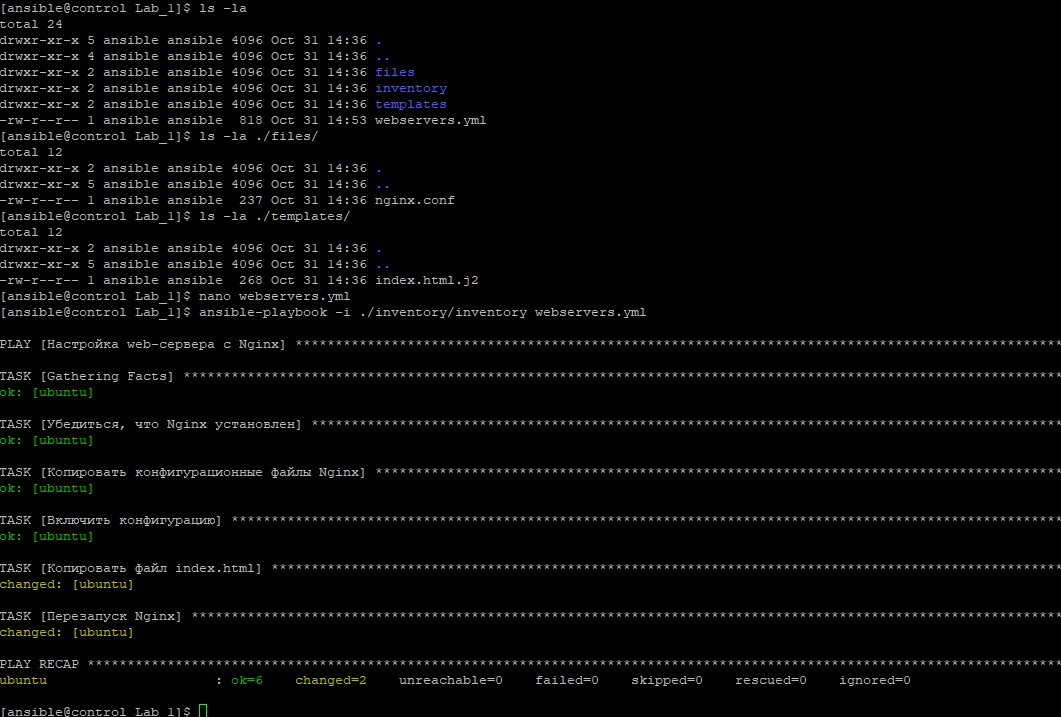 [ansible@control Lab_1]$ ls -la
total 24
drwxr-xr-x 5 ansible ansible 4096 Oct 31 14:36 .
drwxr-xr-x 4 ansible ansible 4096 Oct 31 14:36 ..
drwxr-xr-x 2 ansible ansible 4096 Oct 31 14:36 files
drwxr-xr-x 2 ansible ansible 4096 Oct 31 14:36 inventory
drwxr-xr-x 2 ansible ansible 4096 Oct 31 14:36 templates
-rw-r--r-- 1 ansible ansible  818 Oct 31 14:53 webservers.yml
[ansible@control Lab_1]$ ls -la ./files/
total 12
drwxr-xr-x 2 ansible ansible 4096 Oct 31 14:36 .
drwxr-xr-x 5 ansible ansible 4096 Oct 31 14:36 ..
-rw-r--r-- 1 ansible ansible  237 Oct 31 14:36 nginx.conf
[ansible@control Lab_1]$ ls -la ./templates/
total 12
drwxr-xr-x 2 ansible ansible 4096 Oct 31 14:36 .
drwxr-xr-x 5 ansible ansible 4096 Oct 31 14:36 ..
-rw-r--r-- 1 ansible ansible  268 Oct 31 14:36 index.html.j2
[ansible@control Lab_1]$ nano webservers.yml
[ansible@control Lab_1]$ ansible-playbook -i ./inventory/inventory webservers.yml
PLAY [Настройка web-сервера с Nginx] ************************************************************************************************
TASK [Gathering Facts] **************************************************************************************************************
ok: [ubuntu]
TASK [Убедиться, что Nginx установлен] **********************************************************************************************
ok: [ubuntu]
TASK [Копировать конфигурационные файлы Nginx] **************************************************************************************
ok: [ubuntu]
TASK [Включить конфигурацию] ********************************************************************************************************
ok: [ubuntu]
TASK [Копировать файл index.html] ***************************************************************************************************
changed: [ubuntu]
TASK [Перезапуск Nginx] *************************************************************************************************************
changed: [ubuntu]
PLAY RECAP **************************************************************************************************************************
ubuntu                     : ok=6    changed=2    unreachable=0    failed=0    skipped=0    rescued=0    ignored=0
[ansible@control Lab_1]$